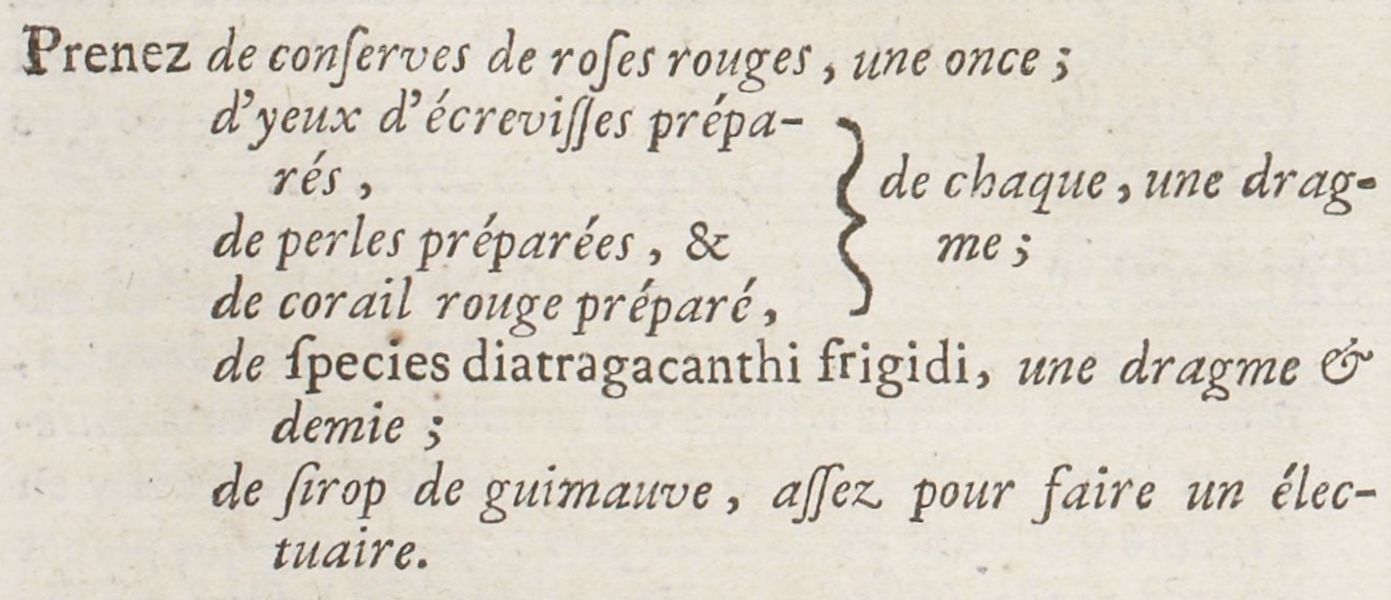 Prenez de conſerves de roſes rouges, une once ;
d'yeux d'écreviſſes prépa-
rés,
de perles préparées, &
de corail rouge préparé,
de chaque, une drag-
me ;
de ſpecies diatragacanthi frigidi, une dragme &
demie ;
de ſirop de guimauve, aſſez pour faire un élec-
tuaire.